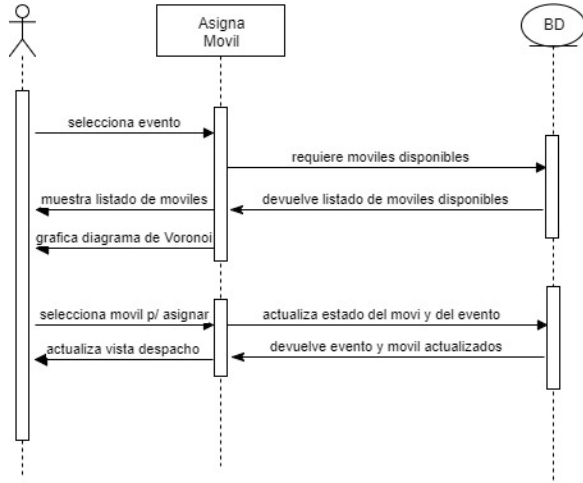 Asigna
Movil
BD
selecciona evento
requiere moviles disponibles
muestra listado de moviles
devuelve listado de moviles disponibles
grafica diagrama de Voronoi
selecciona movil p/ asignar
actualiza estado del movi y del evento
actualiza vista despacho
devuelve evento y movil actualizados